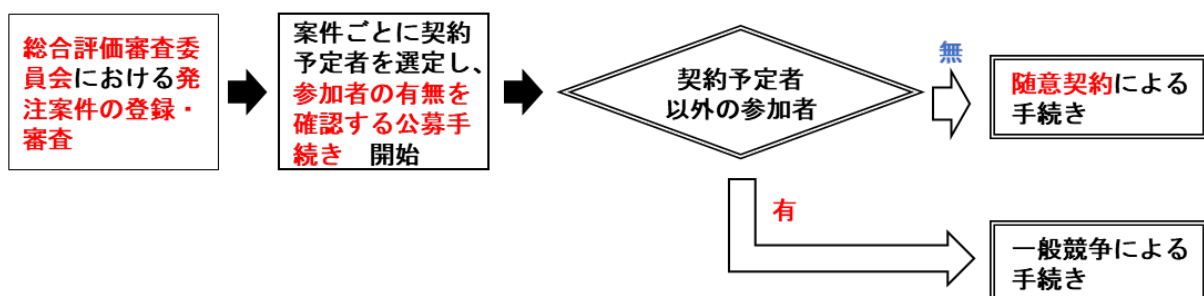 総合評価審査委
員会における発
注案件の登録・
審査
案件ごとに契約
予定者を選定し、
参加者の有無を
確認する公募手
続き　開始
契約予定者
以外の参加者
無
随意契約による
手続き
有
一般競争による
手続き